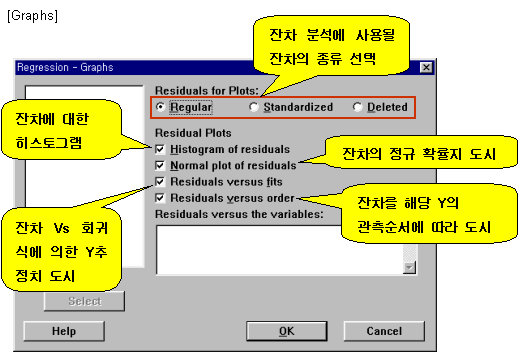 [Graphs]
잔차 분석에 사용될
잔차의 종류 선택
Regression - Graphs
Residuals for Plots:
Regular
Standardized
Deleted
잔차에 대한
히스토그램
Residual Plots
Histogram of residuals
Normal plot of residuals
잔차의 정규 확률지 도시
Residuals versus fits
Residuals versus order
잔차를 해당 Y의
관측순서에 따라 도시
Residuals versus the variables:
잔차 Vs 회귀
식에 의한 Y추
정치 도시
Select
Help
OK
Cancel